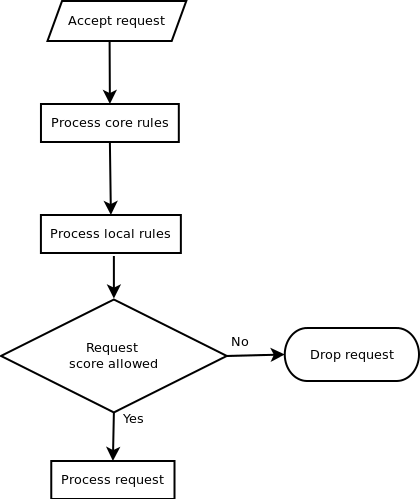 Accept request
Process core rules
Process local rules
Request
score allowed
No
Drop request
Yes
Process request